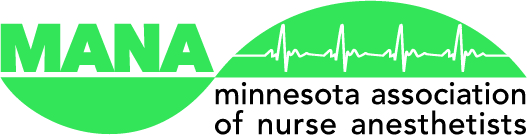 MANA
minnesota association
of nurse anesthetists